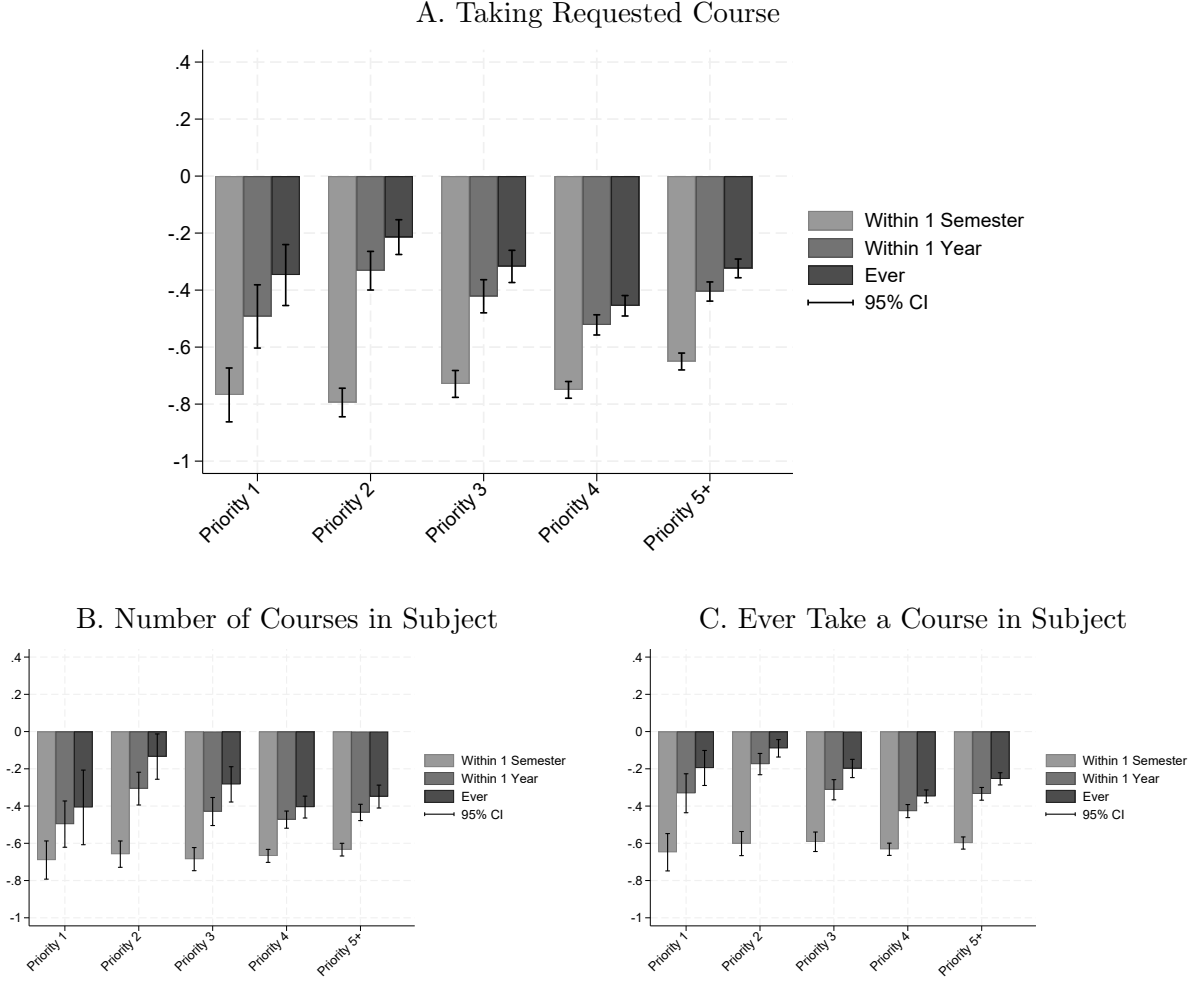 A. Taking Requested Course
.4
.2
0
-.2
-.4
-.6
-.8
-1
Priority 1
Priority 2
Priority 3
Priority 4
Priority 5+
Within 1 Semester
Within 1 Year
Ever
95% CI
B. Number of Courses in Subject
.4
.2
0
-.2
-.4
-.6
-.8
-1
Priority 1
Priority 2
Priority 3
Priority 4
Priority 5+
Within 1 Semester
Within 1 Year
Ever
95% CI
C. Ever Take a Course in Subject
.4
.2
0
-.2
-.4
-.6
-.8
-1
Priority 1
Priority 2
Priority 3
Priority 4
Priority 5+
Within 1 Semester
Within 1 Year
Ever
95% CI